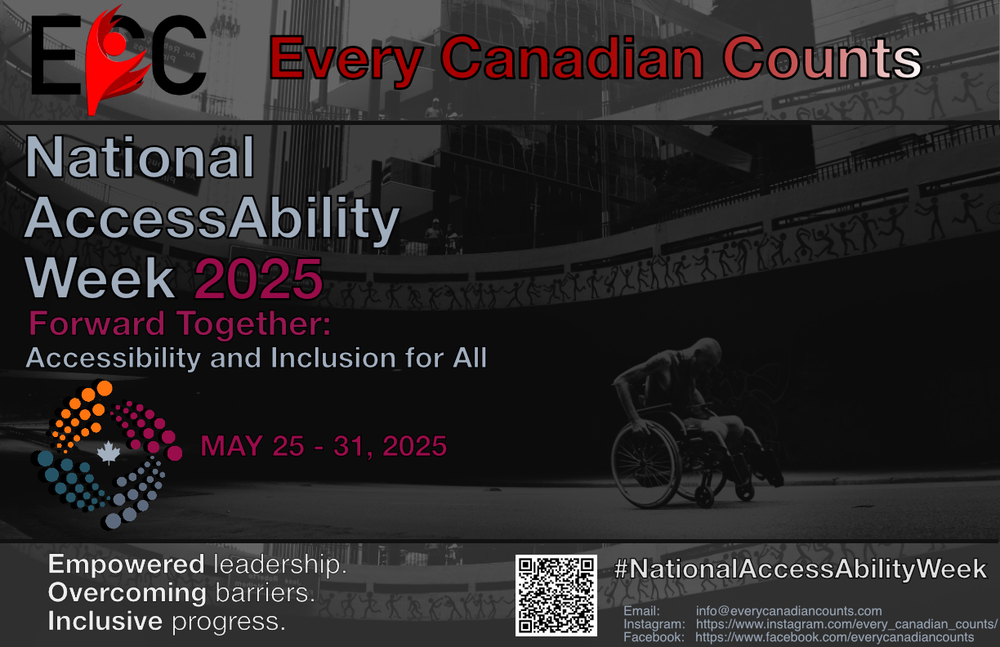 ECC
Every Canadian Counts
National
AccessAbility
Week 2025
Forward Together:
Accessibility and Inclusion for All
MAY 25 - 31, 2025
Empowered leadership.
Overcoming barriers.
Inclusive progress.
#NationalAccessAbilityWeek
Email: info@everycanadiancounts.com
Instagram: https://www.instagram.com/every_canadian_counts/
Facebook: https://www.facebook.com/everycanadiancounts